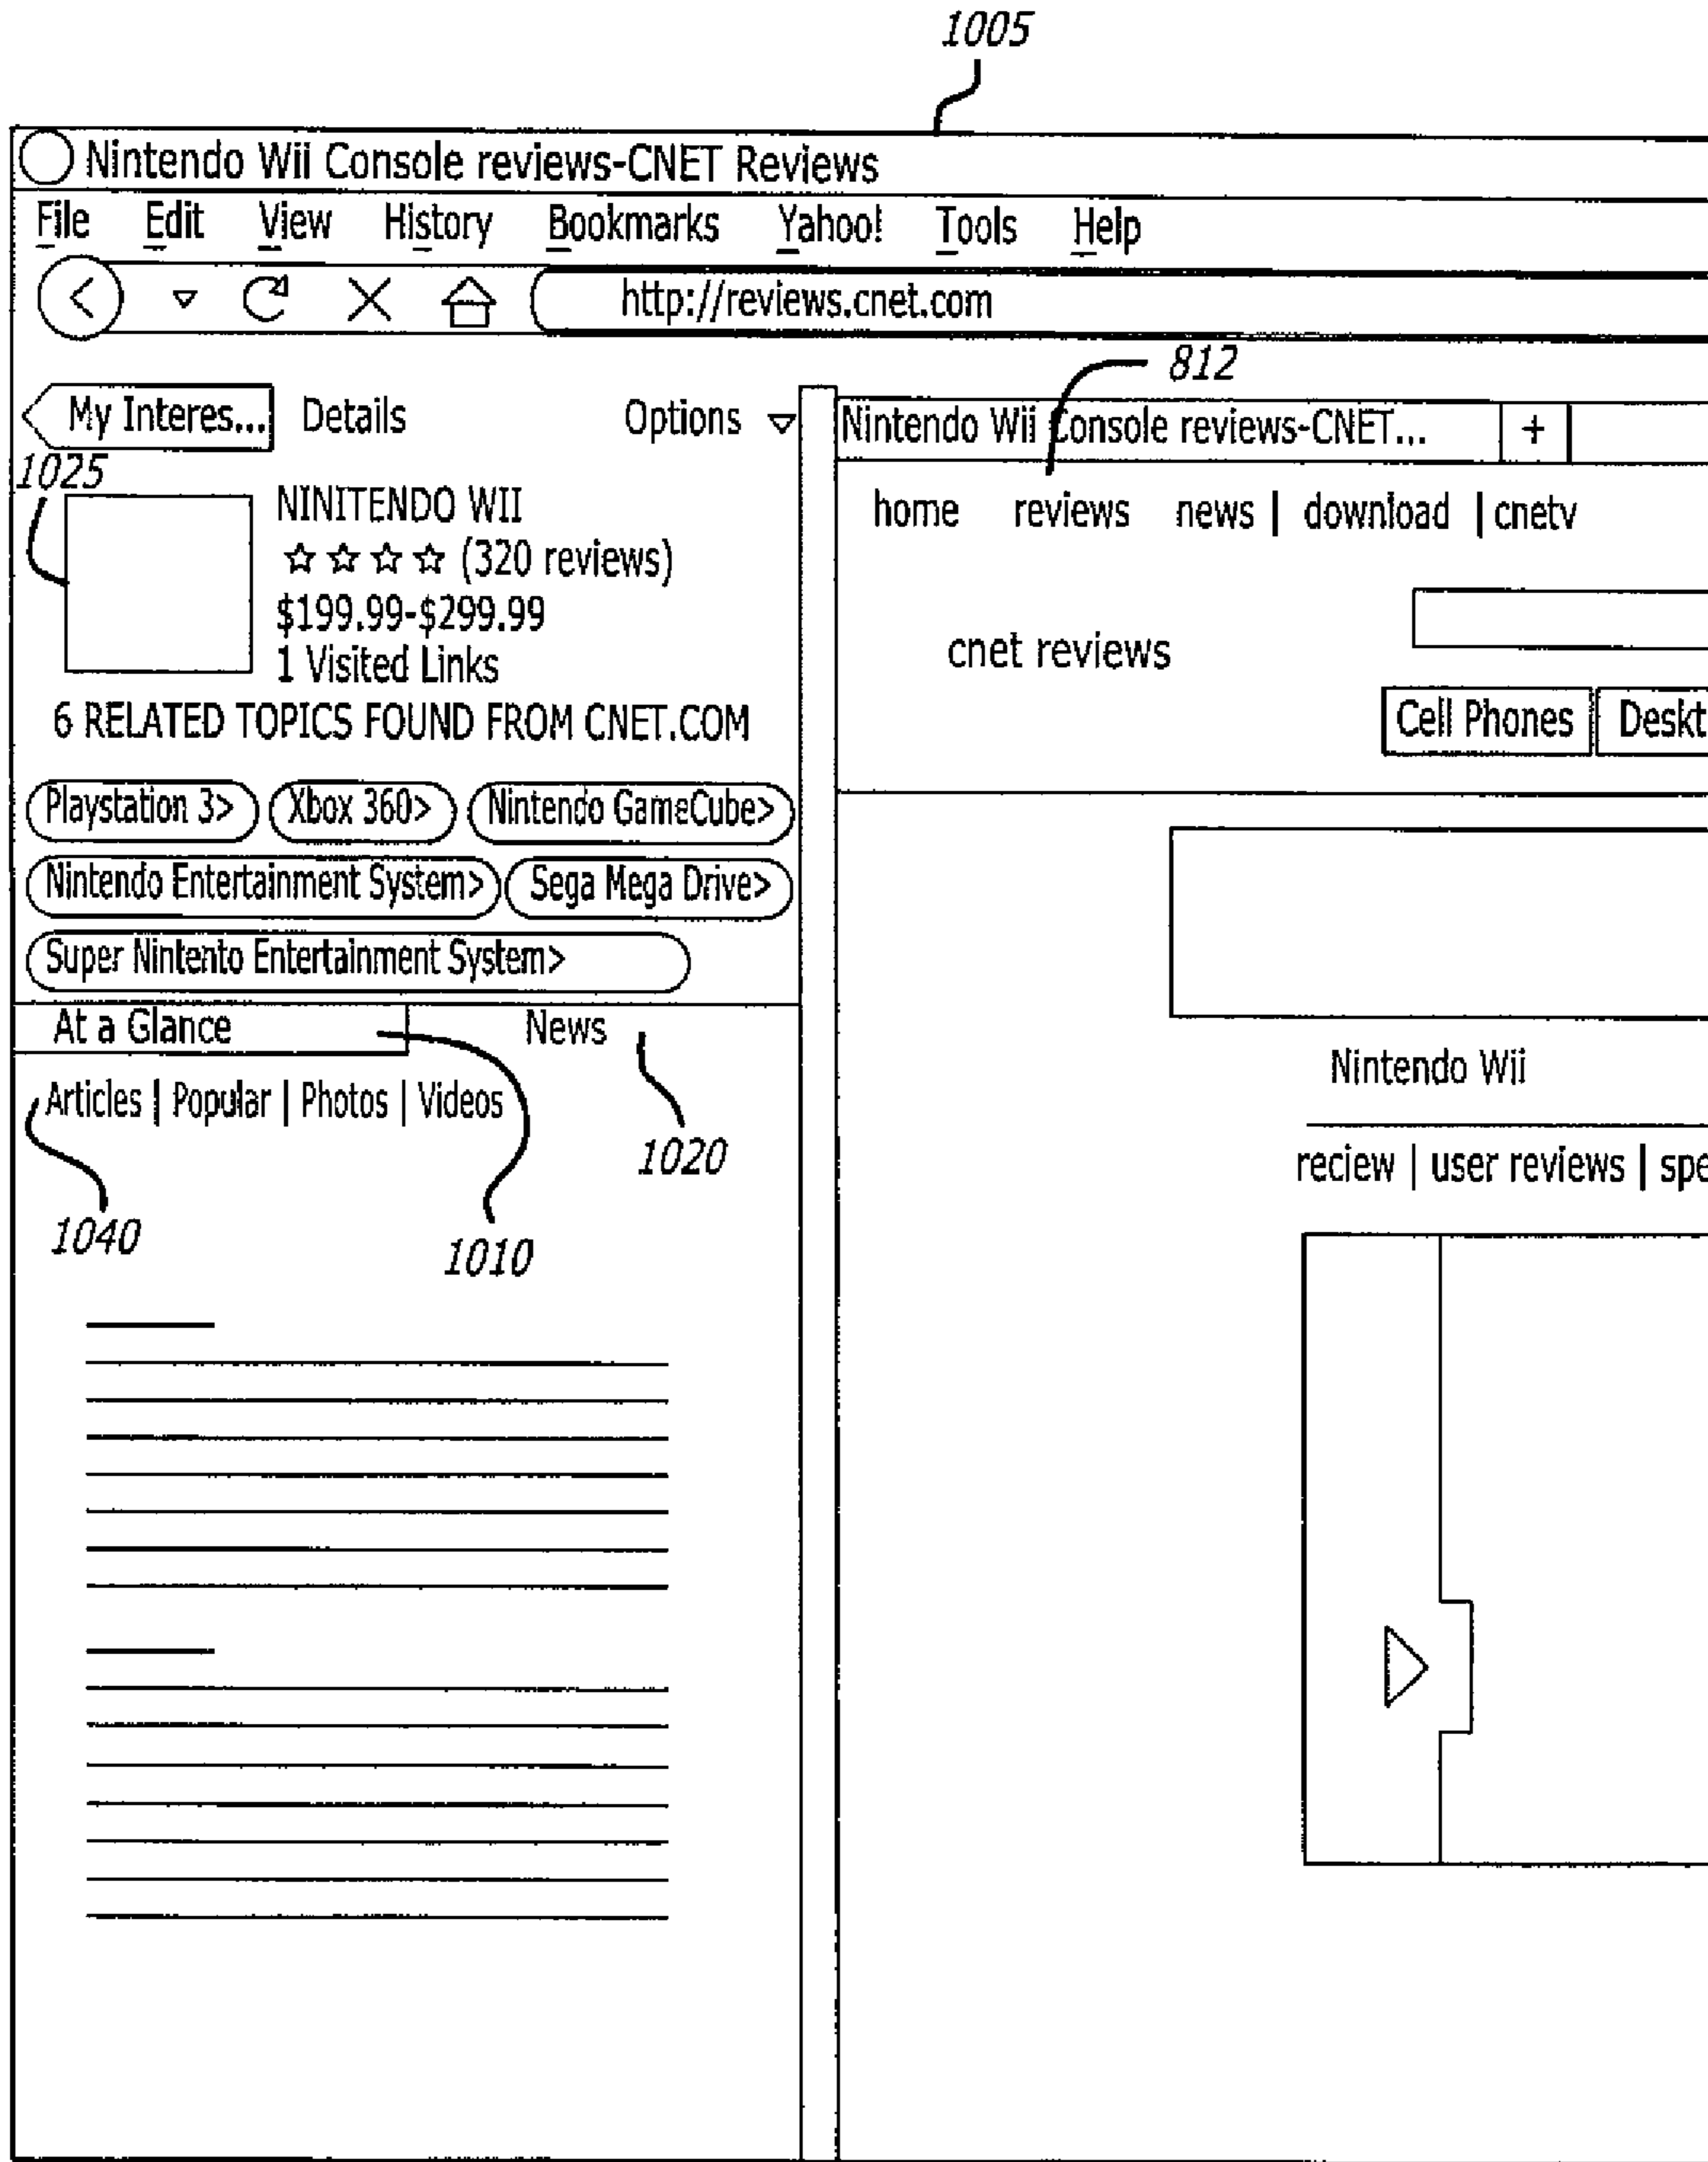 1005
Nintendo Wii Console reviews-CNET Reviews
File Edit View History Bookmarks Yahoo! Tools Help
http://reviews.cnet.com
812
My Interes... Details Options
Nintendo Wii Console reviews-CNET... +
1025
home reviews news | download | cnetv
NINITENDO WII
(320 reviews)
$199.99-$299.99
1 Visited Links
cnet reviews
6 RELATED TOPICS FOUND FROM CNET.COM
Cell Phones Deskt
Playstation 3> Xbox 360> Nintendo GameCube>
Nintendo Entertainment System> Sega Mega Drive>
Super Nintento Entertainment System>
At a Glance News
Nintendo Wii
Articles | Popular | Photos | Videos
1020
reciew | user reviews | spe
1040
1010